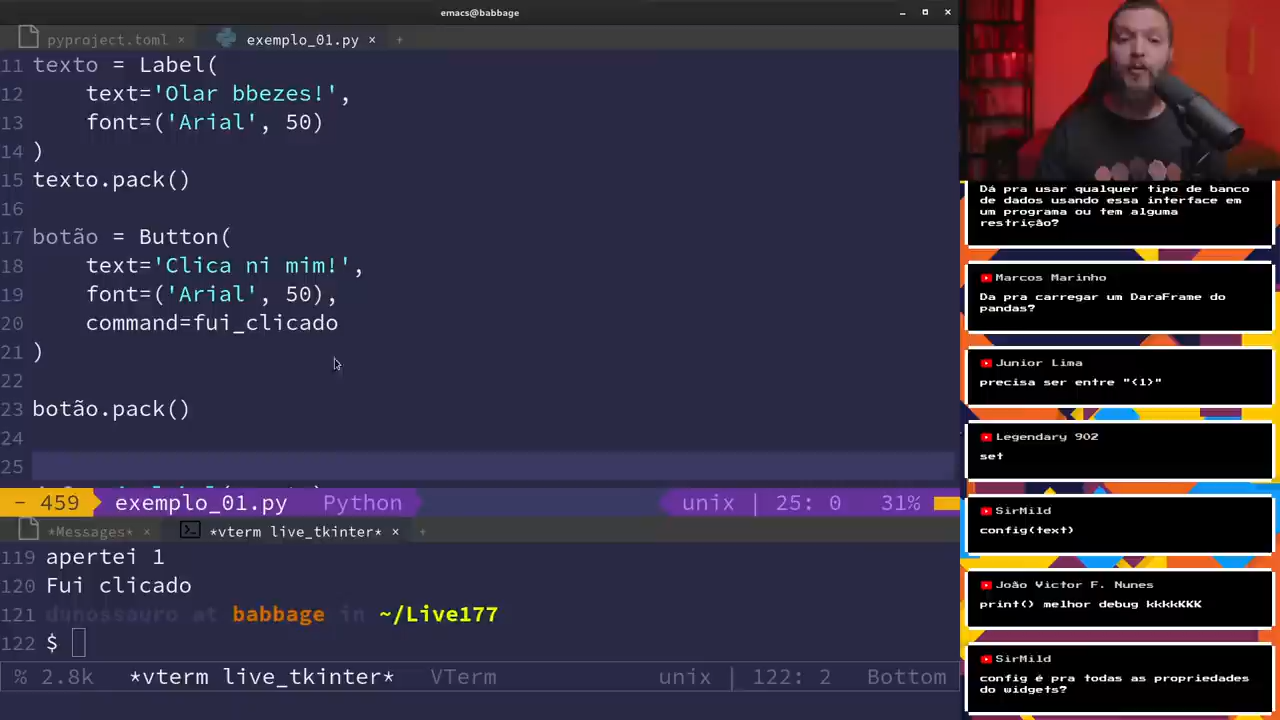 emacs@babbage
pyproject.toml × exemplo_01.py × +
11 texto = Label(
12 text='Olar bbezes!',
13 font=('Arial', 50)
14 )
15 texto.pack()
16
17 botão = Button(
18 text='Clica ni mim!',
19 font=('Arial', 50),
20 command=fui_clicado
21 )
22
23 botão.pack()
24
25
- 459 exemplo_01.py Python unix | 25: 0 31%
*Messages* × *vterm live_tkinter* × +
119 apertei 1
120 Fui clicado
121 dunossauro at babbage in ~/Live177
122 $
% 2.8k *vterm live_tkinter* VTerm unix | 122: 2 Bottom
Dá pra usar qualquer tipo de banco
de dados usando essa interface em
um programa ou tem alguma
restrição?
Marcos Marinho
Da pra carregar um DaraFrame do
pandas?
Junior Lima
precisa ser entre "(1)"
Legendary 902
set
SirMild
config(text)
João Victor F. Nunes
print() melhor debug kkkkKKK
SirMild
config é pra todas as propriedades
do widgets?